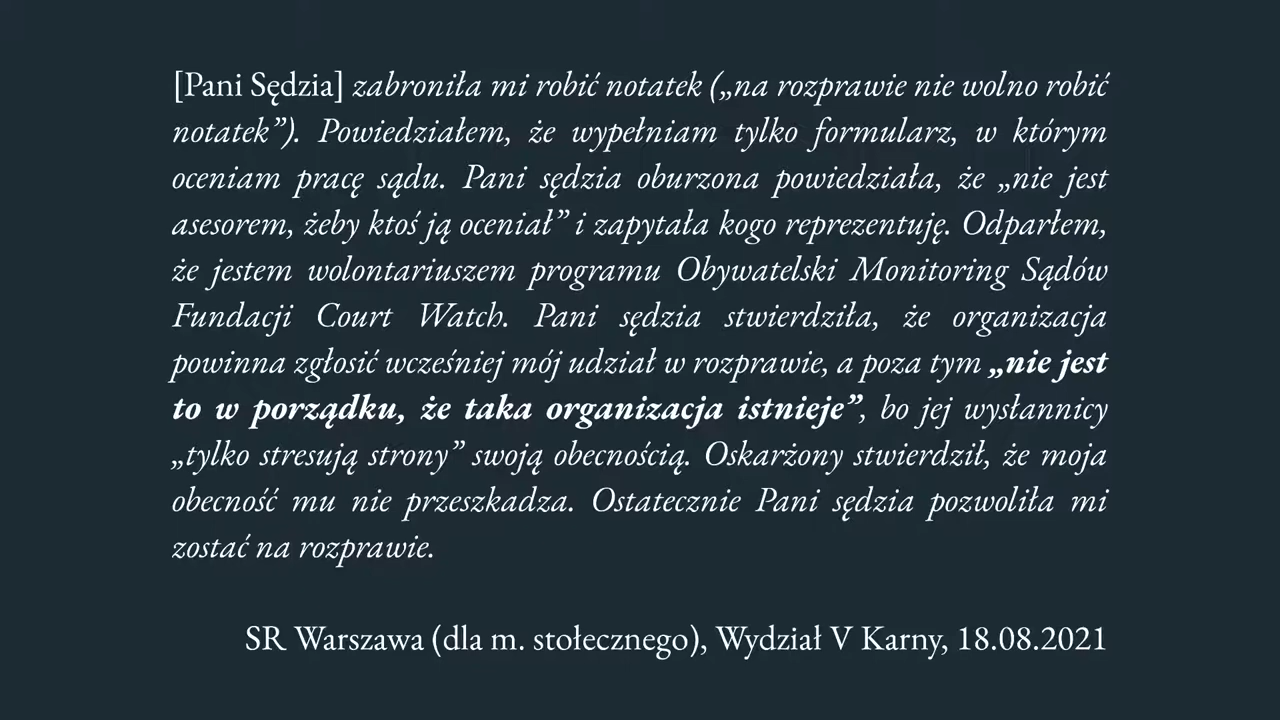 [Pani Sędzia] zabroniła mi robić notatek („na rozprawie nie wolno robić
notatek”). Powiedziałem, że wypełniam tylko formularz, w którym
oceniam pracę sądu. Pani sędzia oburzona powiedziała, że „nie jest
asesorem, żeby ktoś ją oceniał” i zapytała kogo reprezentuję. Odparłem,
że jestem wolontariuszem programu Obywatelski Monitoring Sądów
Fundacji Court Watch. Pani sędzia stwierdziła, że organizacja
powinna zgłosić wcześniej mój udział w rozprawie, a poza tym „nie jest
to w porządku, że taka organizacja istnieje”, bo jej wysłannicy
„tylko stresują strony” swoją obecnością. Oskarżony stwierdził, że moja
obecność mu nie przeszkadza. Ostatecznie Pani sędzia pozwoliła mi
zostać na rozprawie.
SR Warszawa (dla m. stołecznego), Wydział V Karny, 18.08.2021